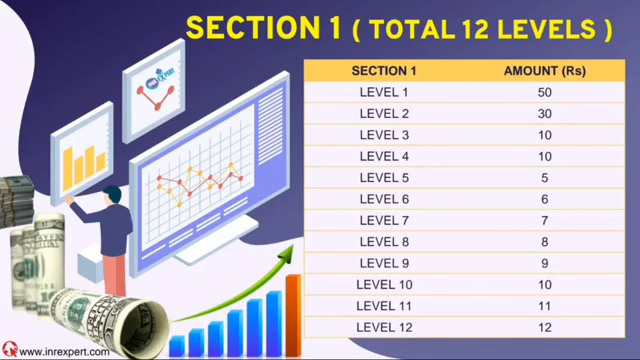 SECTION 1 ( TOTAL 12 LEVELS )
SECTION 1 AMOUNT (Rs)
LEVEL 1 50
LEVEL 2 30
LEVEL 3 10
LEVEL 4 10
LEVEL 5 5
LEVEL 6 6
LEVEL 7 7
LEVEL 8 8
LEVEL 9 9
LEVEL 10 10
LEVEL 11 11
LEVEL 12 12
www.inrexpert.com